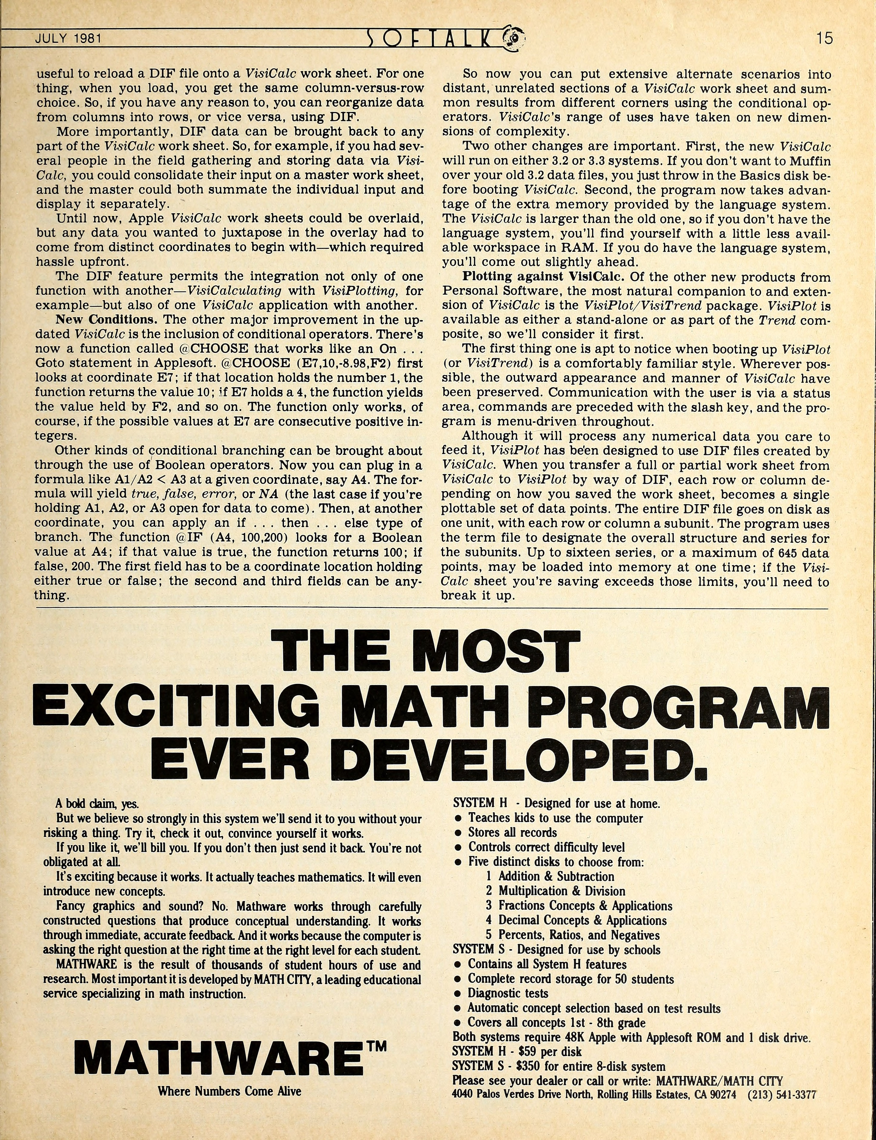 JULY 1981
SOFTALK
15
useful to reload a DIF file onto a VisiCalc work sheet. For one
thing, when you load, you get the same column-versus-row
choice. So, if you have any reason to, you can reorganize data
from columns into rows, or vice versa, using DIF.
More importantly, DIF data can be brought back to any
part of the VisiCalc work sheet. So, for example, if you had sev-
eral people in the field gathering and storing data via Visi-
Calc, you could consolidate their input on a master work sheet,
and the master could both summate the individual input and
display it separately.
Until now, Apple VisiCalc work sheets could be overlaid,
but any data you wanted to juxtapose in the overlay had to
come from distinct coordinates to begin with—which required
hassle upfront.
The DIF feature permits the integration not only of one
function with another—VisiCalculating with VisiPlotting, for
example—but also of one VisiCalc application with another.
New Conditions. The other major improvement in the up-
dated VisiCalc is the inclusion of conditional operators. There's
now a function called @CHOOSE that works like an On . . .
Goto statement in Applesoft. @CHOOSE (E7,10,-8.98,F2) first
looks at coordinate E7; if that location holds the number 1, the
function returns the value 10; if E7 holds a 4, the function yields
the value held by F2, and so on. The function only works, of
course, if the possible values at E7 are consecutive positive in-
tegers.
Other kinds of conditional branching can be brought about
through the use of Boolean operators. Now you can plug in a
formula like A1/A2 < A3 at a given coordinate, say A4. The for-
mula will yield true, false, error, or NA (the last case if you're
holding A1, A2, or A3 open for data to come). Then, at another
coordinate, you can apply an if . . . then . . . else type of
branch. The function @IF (A4, 100,200) looks for a Boolean
value at A4; if that value is true, the function returns 100; if
false, 200. The first field has to be a coordinate location holding
either true or false; the second and third fields can be any-
thing.
So now you can put extensive alternate scenarios into
distant, unrelated sections of a VisiCalc work sheet and sum-
mon results from different corners using the conditional op-
erators. VisiCalc's range of uses have taken on new dimen-
sions of complexity.
Two other changes are important. First, the new VisiCalc
will run on either 3.2 or 3.3 systems. If you don't want to Muffin
over your old 3.2 data files, you just throw in the Basics disk be-
fore booting VisiCalc. Second, the program now takes advan-
tage of the extra memory provided by the language system.
The VisiCalc is larger than the old one, so if you don't have the
language system, you'll find yourself with a little less avail-
able workspace in RAM. If you do have the language system,
you'll come out slightly ahead.
Plotting against VisiCalc. Of the other new products from
Personal Software, the most natural companion to and exten-
sion of VisiCalc is the VisiPlot/VisiTrend package. VisiPlot is
available as either a stand-alone or as part of the Trend com-
posite, so we'll consider it first.
The first thing one is apt to notice when booting up VisiPlot
(or VisiTrend) is a comfortably familiar style. Wherever pos-
sible, the outward appearance and manner of VisiCalc have
been preserved. Communication with the user is via a status
area, commands are preceded with the slash key, and the pro-
gram is menu-driven throughout.
Although it will process any numerical data you care to
feed it, VisiPlot has been designed to use DIF files created by
VisiCalc. When you transfer a full or partial work sheet from
VisiCalc to VisiPlot by way of DIF, each row or column de-
pending on how you saved the work sheet, becomes a single
plottable set of data points. The entire DIF file goes on disk as
one unit, with each row or column a subunit. The program uses
the term file to designate the overall structure and series for
the subunits. Up to sixteen series, or a maximum of 645 data
points, may be loaded into memory at one time; if the Visi-
Calc sheet you're saving exceeds those limits, you'll need to
break it up.
THE MOST
EXCITING MATH PROGRAM
EVER DEVELOPED.
A bold claim, yes.
But we believe so strongly in this system we'll send it to you without your
risking a thing. Try it, check it out, convince yourself it works.
If you like it, we'll bill you. If you don't then just send it back. You're not
obligated at all.
It's exciting because it works. It actually teaches mathematics. It will even
introduce new concepts.
Fancy graphics and sound? No. Mathware works through carefully
constructed questions that produce conceptual understanding. It works
through immediate, accurate feedback. And it works because the computer is
asking the right question at the right time at the right level for each student.
MATHWARE is the result of thousands of student hours of use and
research. Most important it is developed by MATH CITY, a leading educational
service specializing in math instruction.
MATHWARE™
Where Numbers Come Alive
SYSTEM H - Designed for use at home.
● Teaches kids to use the computer
● Stores all records
● Controls correct difficulty level
● Five distinct disks to choose from:
1 Addition & Subtraction
2 Multiplication & Division
3 Fractions Concepts & Applications
4 Decimal Concepts & Applications
5 Percents, Ratios, and Negatives
SYSTEM S - Designed for use by schools
● Contains all System H features
● Complete record storage for 50 students
● Diagnostic tests
● Automatic concept selection based on test results
● Covers all concepts 1st - 8th grade
Both systems require 48K Apple with Applesoft ROM and 1 disk drive.
SYSTEM H - $59 per disk
SYSTEM S - $350 for entire 8-disk system
Please see your dealer or call or write: MATHWARE/MATH CITY
4040 Palos Verdes Drive North, Rolling Hills Estates, CA 90274 (213) 541-3377